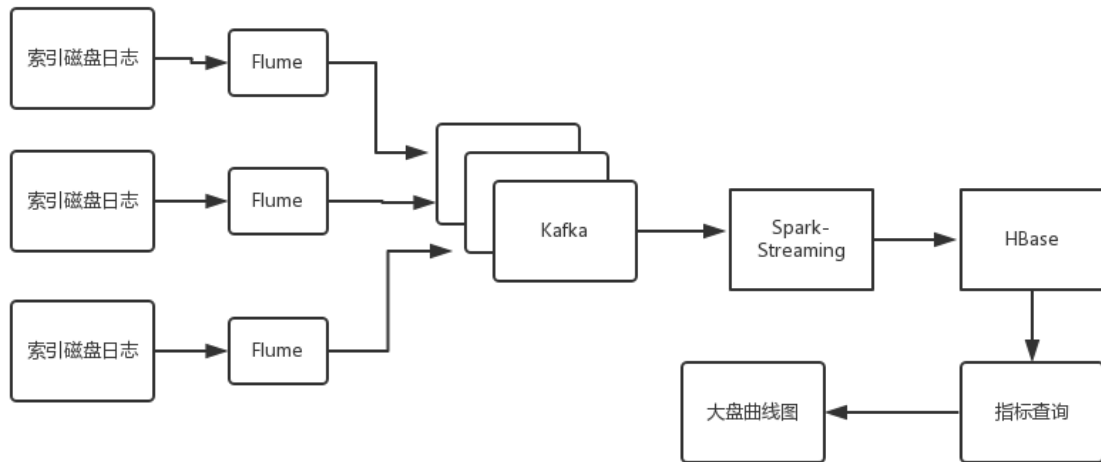 索引磁盘日志
Flume
索引磁盘日志
Flume
Kafka
Spark-
Streaming
HBase
索引磁盘日志
Flume
大盘曲线图
指标查询